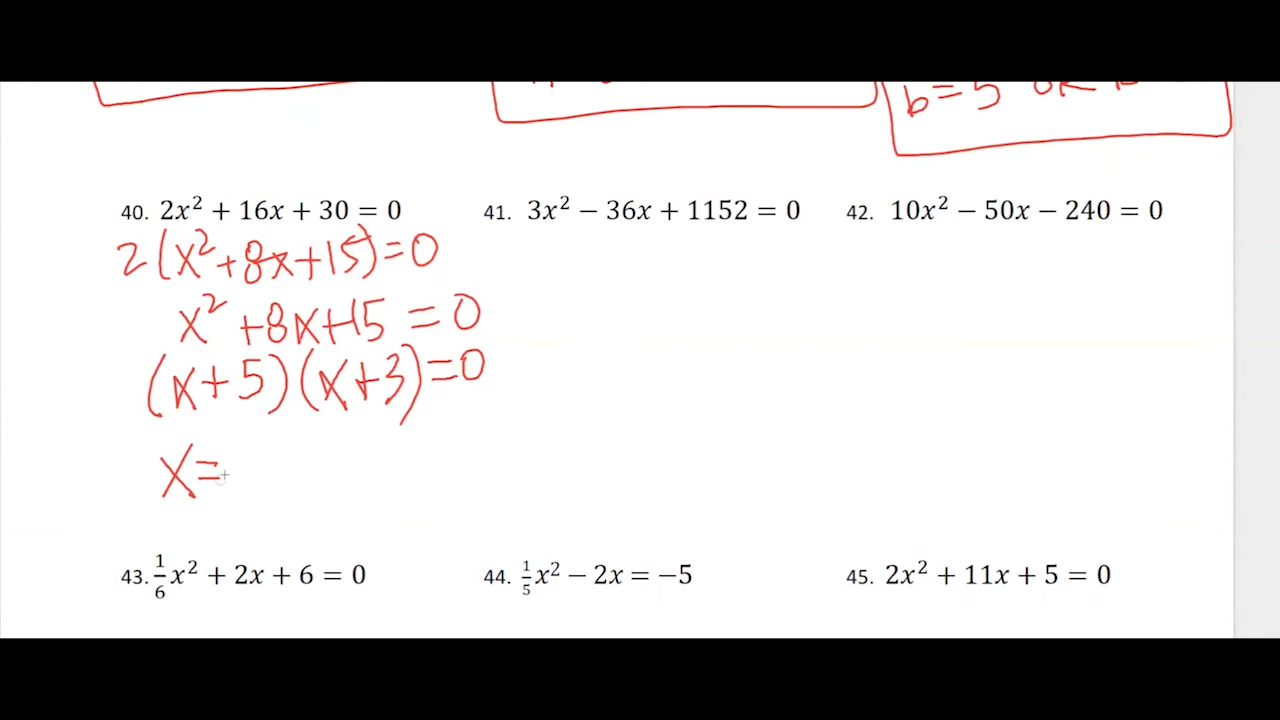 b=5 or
40. 2x² + 16x + 30 = 0
41. 3x² − 36x + 1152 = 0
42. 10x² − 50x − 240 = 0
2(x²+8x+15)=0
x²+8x+15=0
(x+5)(x+3)=0
x=
43. 1/6 x² + 2x + 6 = 0
44. 1/5 x² − 2x = −5
45. 2x² + 11x + 5 = 0